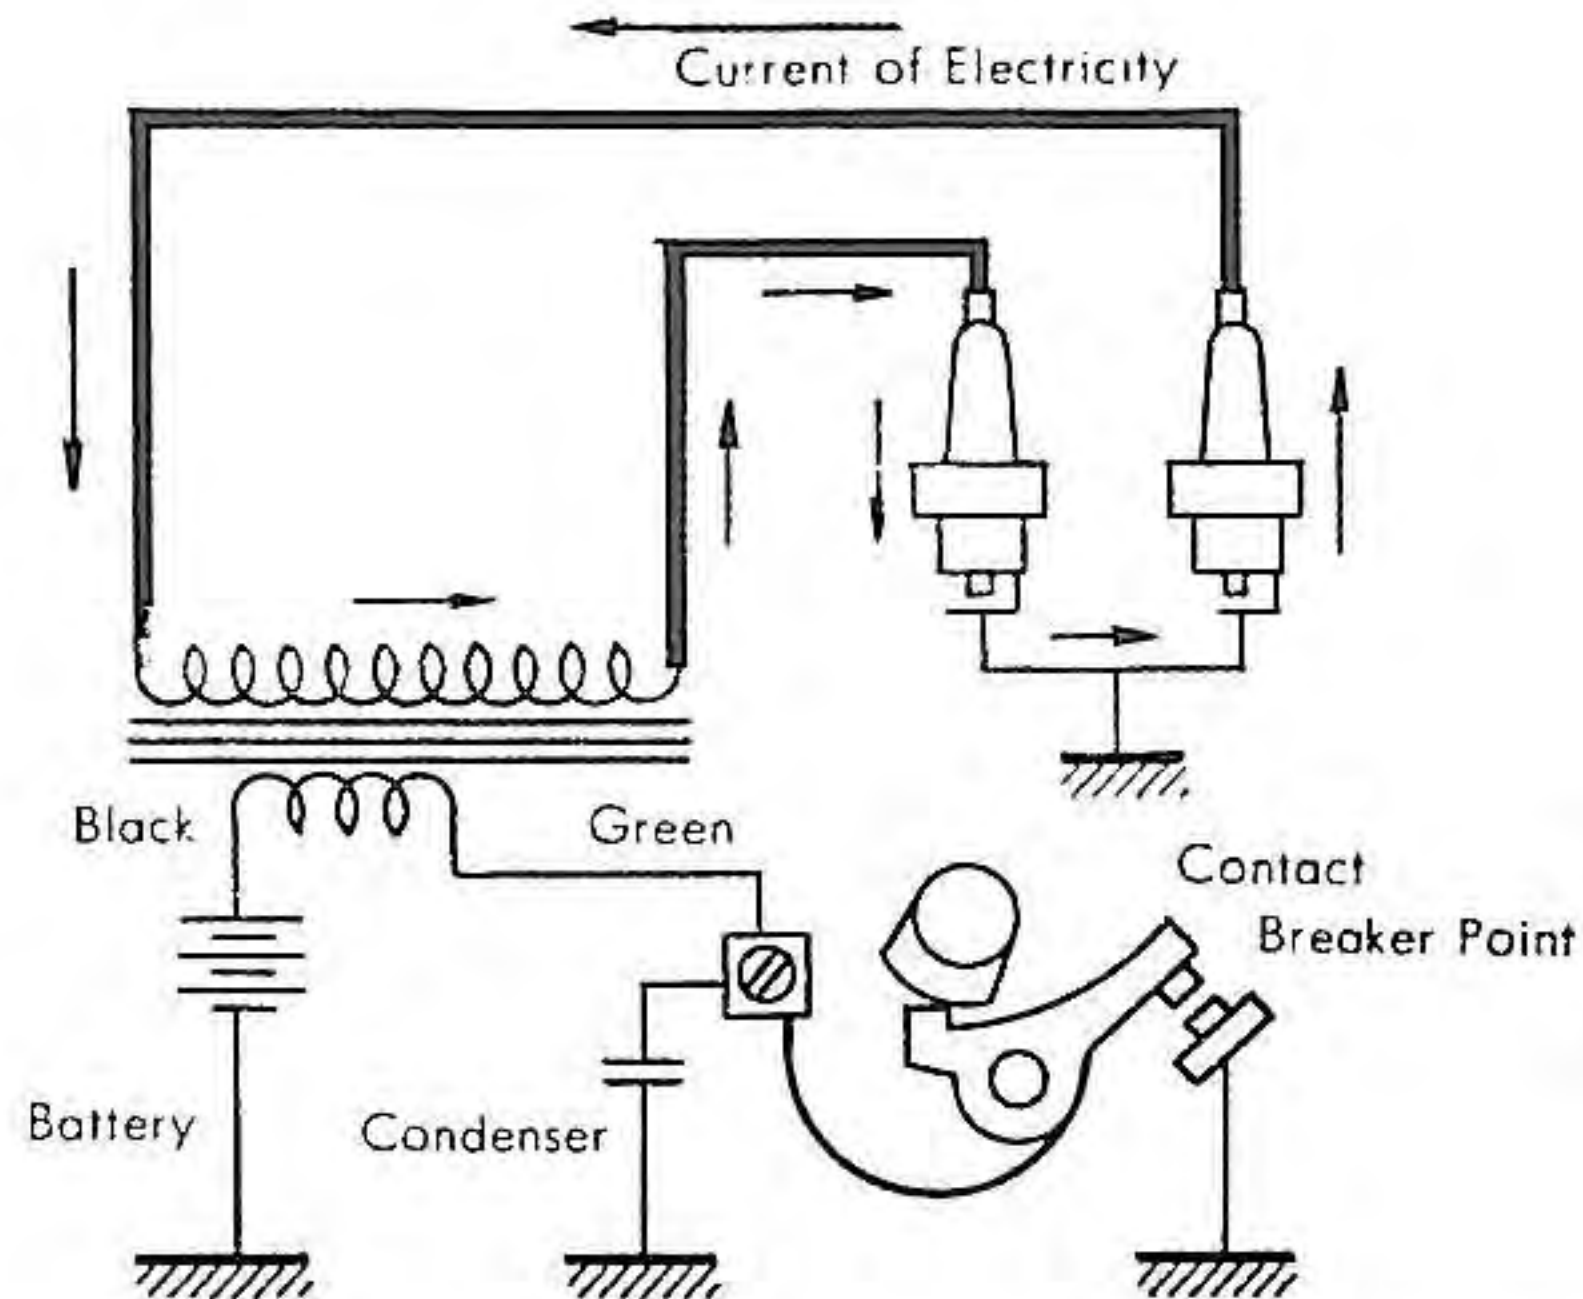 Current of Electricity
Black
Green
Contact
Breaker Point
Battery
Condenser